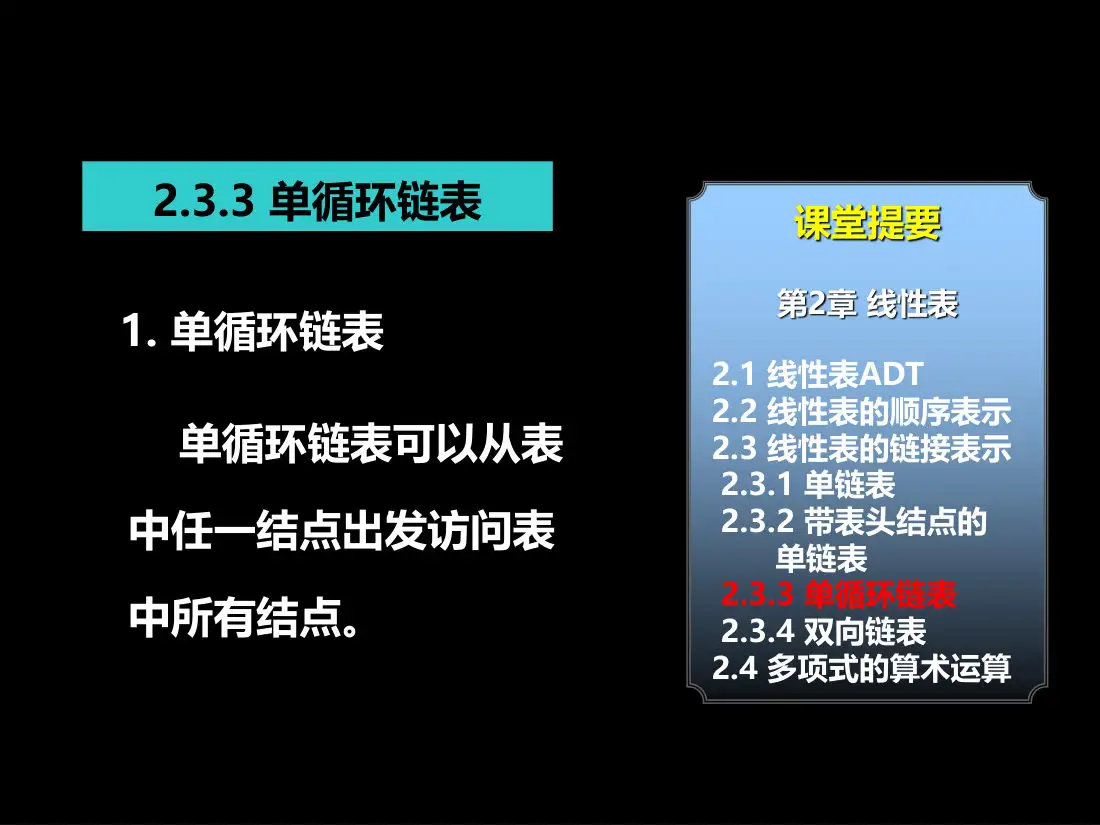 2.3.3 单循环链表
1. 单循环链表
单循环链表可以从表
中任一结点出发访问表
中所有结点。
课堂提要
第2章 线性表
2.1 线性表ADT
2.2 线性表的顺序表示
2.3 线性表的链接表示
2.3.1 单链表
2.3.2 带表头结点的
单链表
2.3.3 单循环链表
2.3.4 双向链表
2.4 多项式的算术运算